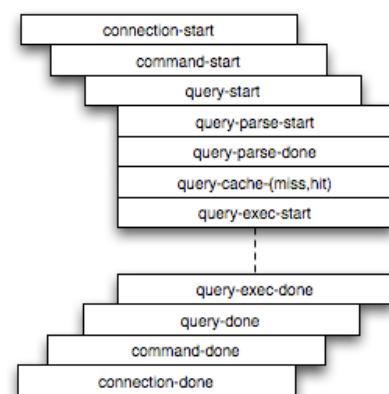 connection-start
command-start
query-start
query-parse-start
query-parse-done
query-cache-(miss,hit)
query-exec-start
query-exec-done
query-done
command-done
connection-done